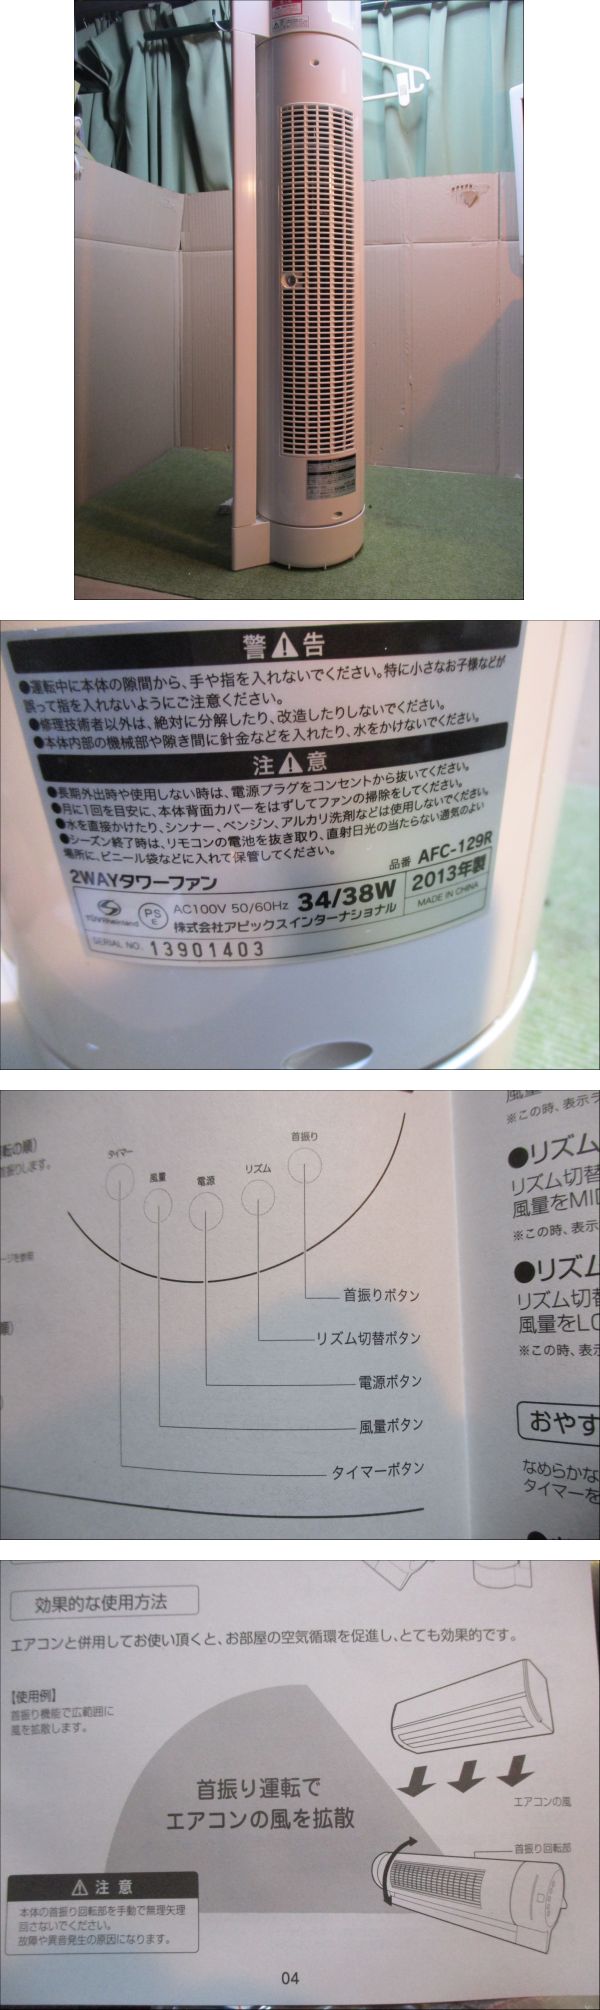 警⚠告
●運転中に本体の隙間から、手や指を入れないでください。特に小さなお子様などが
誤って指を入れないようにご注意ください。
●修理技術者以外は、絶対に分解したり、改造したりしないでください。
●本体内部の機械部や隙き間に針金などを入れたり、水をかけないでください。
注⚠意
●長期外出時や使用しない時は、電源プラグをコンセントから抜いてください。
●月に1回を目安に、本体背面カバーをはずしてファンの掃除をしてください。
●水を直接かけたり、シンナー、ベンジン、アルカリ洗剤などは使用しないでください。
●シーズン終了時は、リモコンの電池を抜き取り、直射日光の当たらない通気のよい
場所に、ビニール袋などに入れて保管してください。
2WAYタワーファン
品番 AFC-129R
TÜVRheinland
PS
E
AC100V 50/60Hz 34/38W
2013年製
株式会社アピックスインターナショナル
MADE IN CHINA
SERIAL NO. 13901403
転の順)
首振りします。
ージを参照
順)
タイマー
風量
電源
リズム
首振り
首振りボタン
リズム切替ボタン
電源ボタン
風量ボタン
タイマーボタン
風量
※この時、表示ラ
●リズム
リズム切替
風量をMID
※この時、表示
●リズム
リズム切替
風量をLO
※この時、表示
おやす
なめらかな
タイマーを
効果的な使用方法
エアコンと併用してお使い頂くと、お部屋の空気循環を促進し、とても効果的です。
【使用例】
首振り機能で広範囲に
風を拡散します。
首振り運転で
エアコンの風を拡散
エアコンの風
首振り回転部
⚠注意
本体の首振り回転部を手動で無理矢理
回さないでください。
故障や異音発生の原因になります。
04